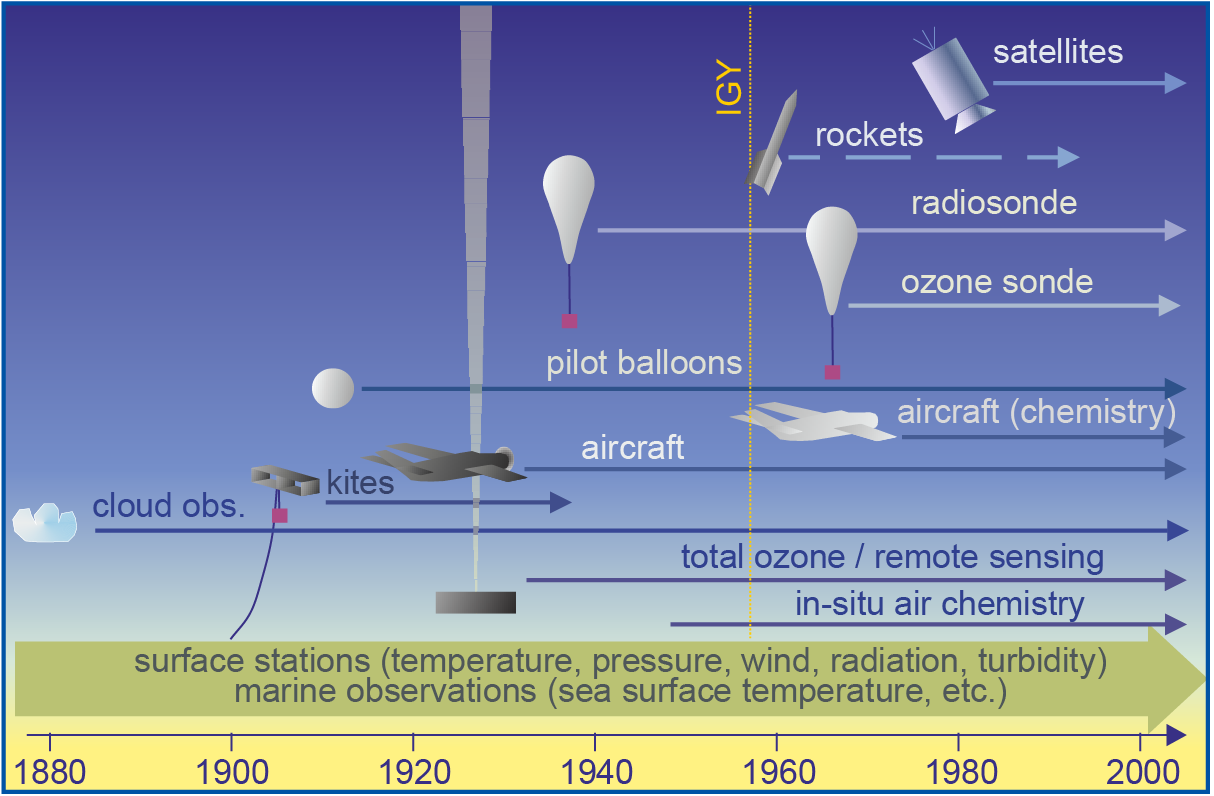 satellites
IGY
rockets
radiosonde
ozone sonde
pilot balloons
aircraft (chemistry)
aircraft
kites
cloud obs.
total ozone / remote sensing
in-situ air chemistry
surface stations (temperature, pressure, wind, radiation, turbidity)
marine observations (sea surface temperature, etc.)
1880 1900 1920 1940 1960 1980 2000